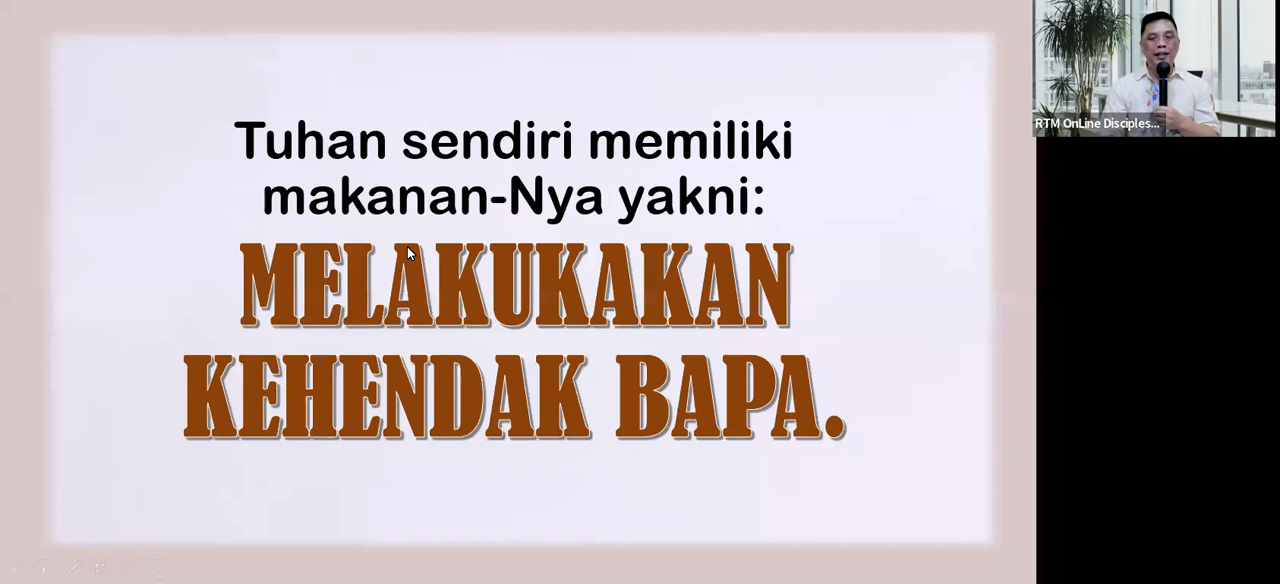 Tuhan sendiri memiliki
makanan-Nya yakni:
MELAKUKAKAN
KEHENDAK BAPA.
RTM OnLine Disciples...